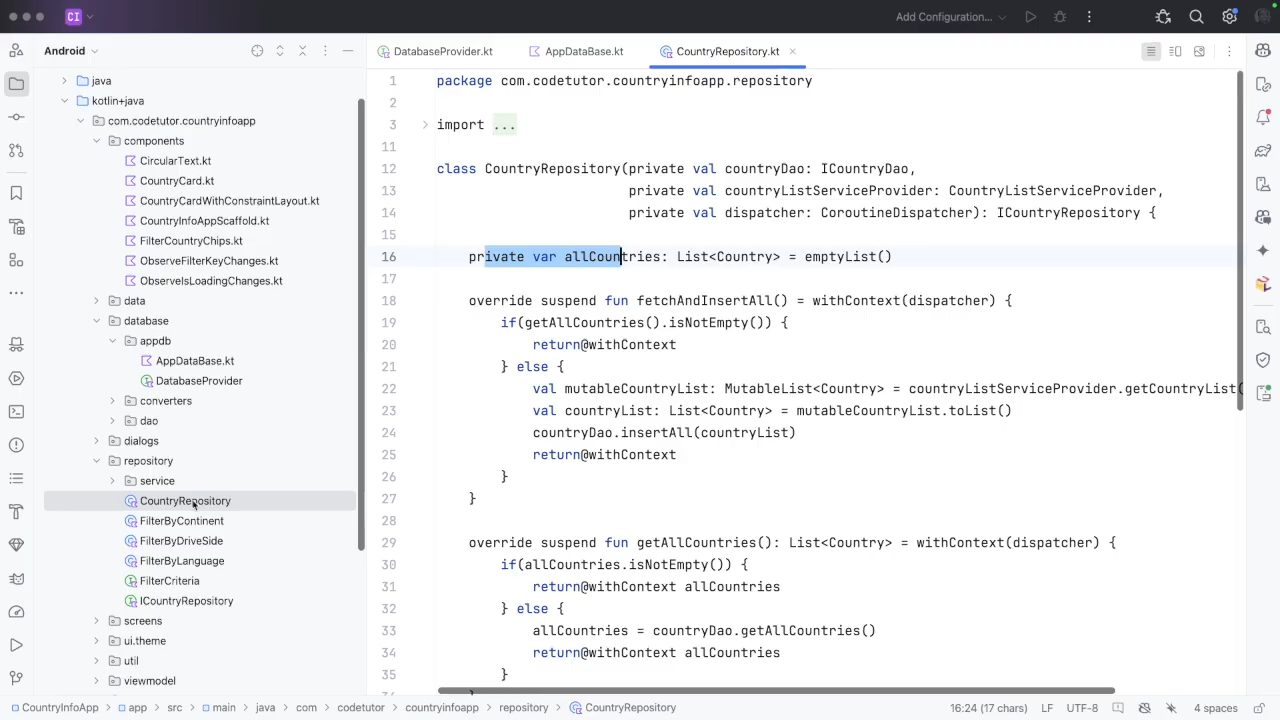 CI
Add Configuration...
Android
DatabaseProvider.kt
AppDataBase.kt
CountryRepository.kt
java
kotlin+java
com.codetutor.countryinfoapp
components
CircularText.kt
CountryCard.kt
CountryCardWithConstraintLayout.kt
CountryInfoAppScaffold.kt
FilterCountryChips.kt
ObserveFilterKeyChanges.kt
ObserveIsLoadingChanges.kt
data
database
appdb
AppDataBase.kt
DatabaseProvider
converters
dao
dialogs
repository
service
CountryRepository
FilterByContinent
FilterByDriveSide
FilterByLanguage
FilterCriteria
ICountryRepository
screens
ui.theme
util
viewmodel
1 package com.codetutor.countryinfoapp.repository
2
3 import ...
11
12 class CountryRepository(private val countryDao: ICountryDao,
13 private val countryListServiceProvider: CountryListServiceProvider,
14 private val dispatcher: CoroutineDispatcher): ICountryRepository {
15
16 private var allCountries: List<Country> = emptyList()
17
18 override suspend fun fetchAndInsertAll() = withContext(dispatcher) {
19 if(getAllCountries().isNotEmpty()) {
20 return@withContext
21 } else {
22 val mutableCountryList: MutableList<Country> = countryListServiceProvider.getCountryList(
23 val countryList: List<Country> = mutableCountryList.toList()
24 countryDao.insertAll(countryList)
25 return@withContext
26 }
27 }
28
29 override suspend fun getAllCountries(): List<Country> = withContext(dispatcher) {
30 if(allCountries.isNotEmpty()) {
31 return@withContext allCountries
32 } else {
33 allCountries = countryDao.getAllCountries()
34 return@withContext allCountries
35 }
CountryInfoApp
app
src
main
java
com
codetutor
countryinfoapp
repository
CountryRepository
16:24 (17 chars)
LF
UTF-8
4 spaces